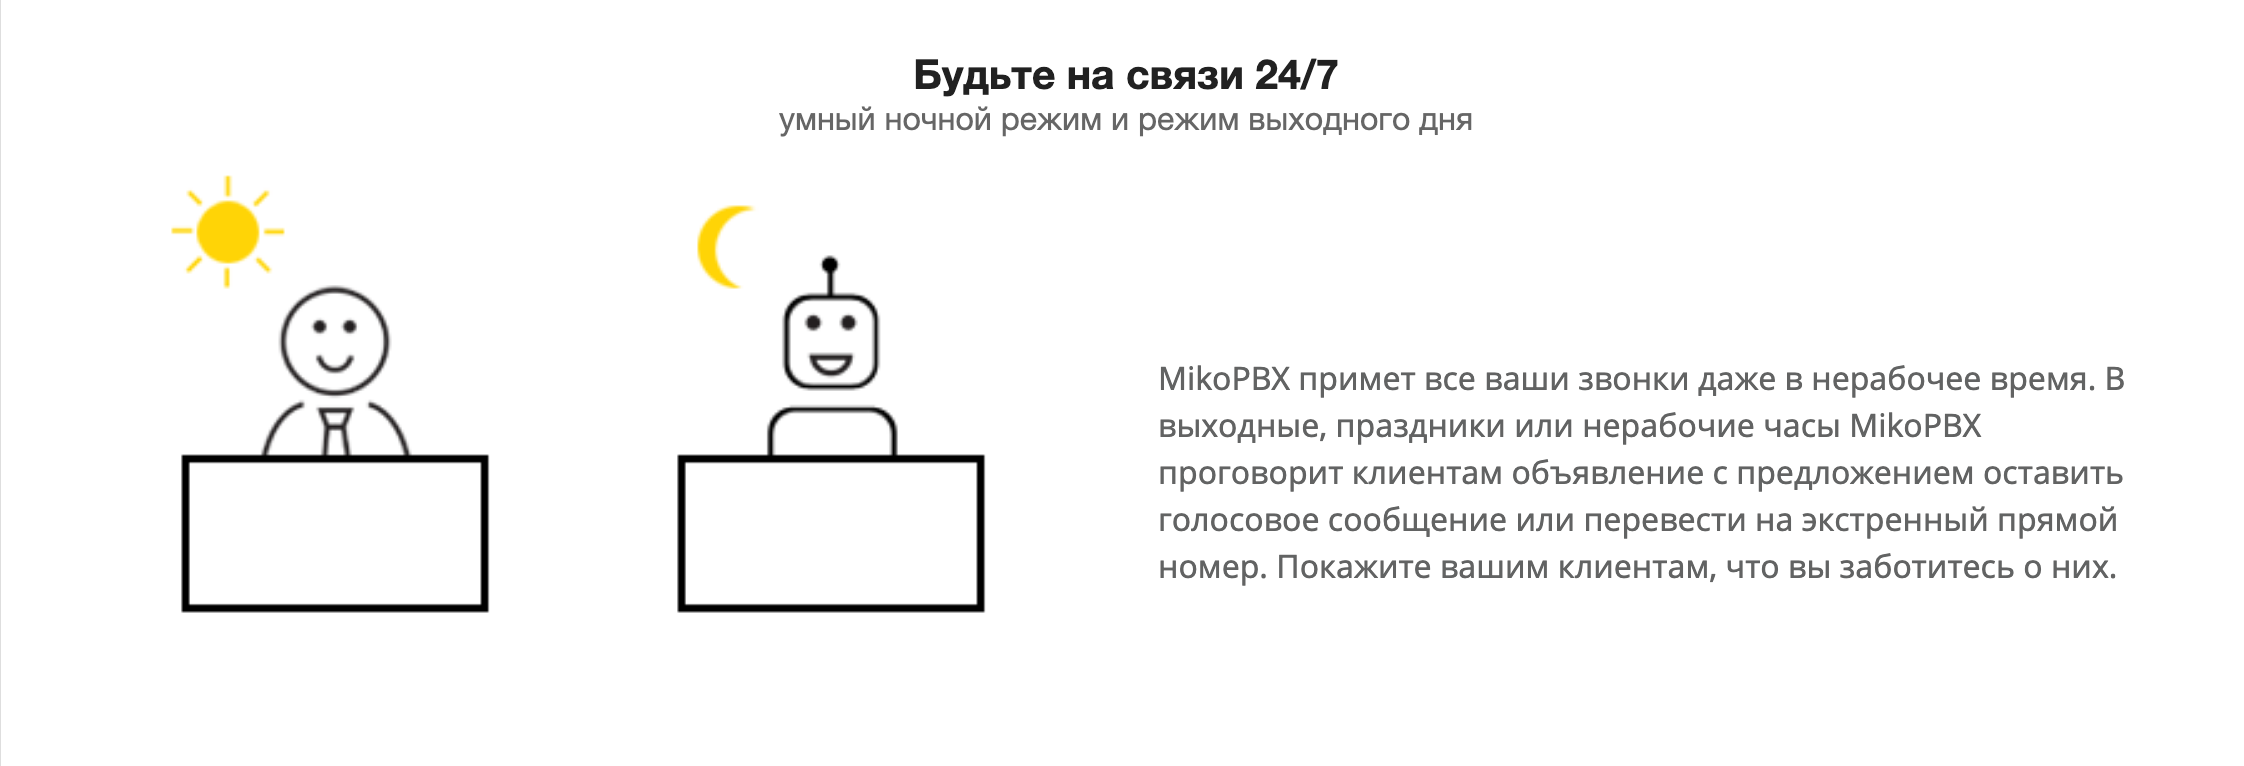 Будьте на связи 24/7
умный ночной режим и режим выходного дня
MikoPBX примет все ваши звонки даже в нерабочее время. В
выходные, праздники или нерабочие часы MikoPBX
проговорит клиентам объявление с предложением оставить
голосовое сообщение или перевести на экстренный прямой
номер. Покажите вашим клиентам, что вы заботитесь о них.